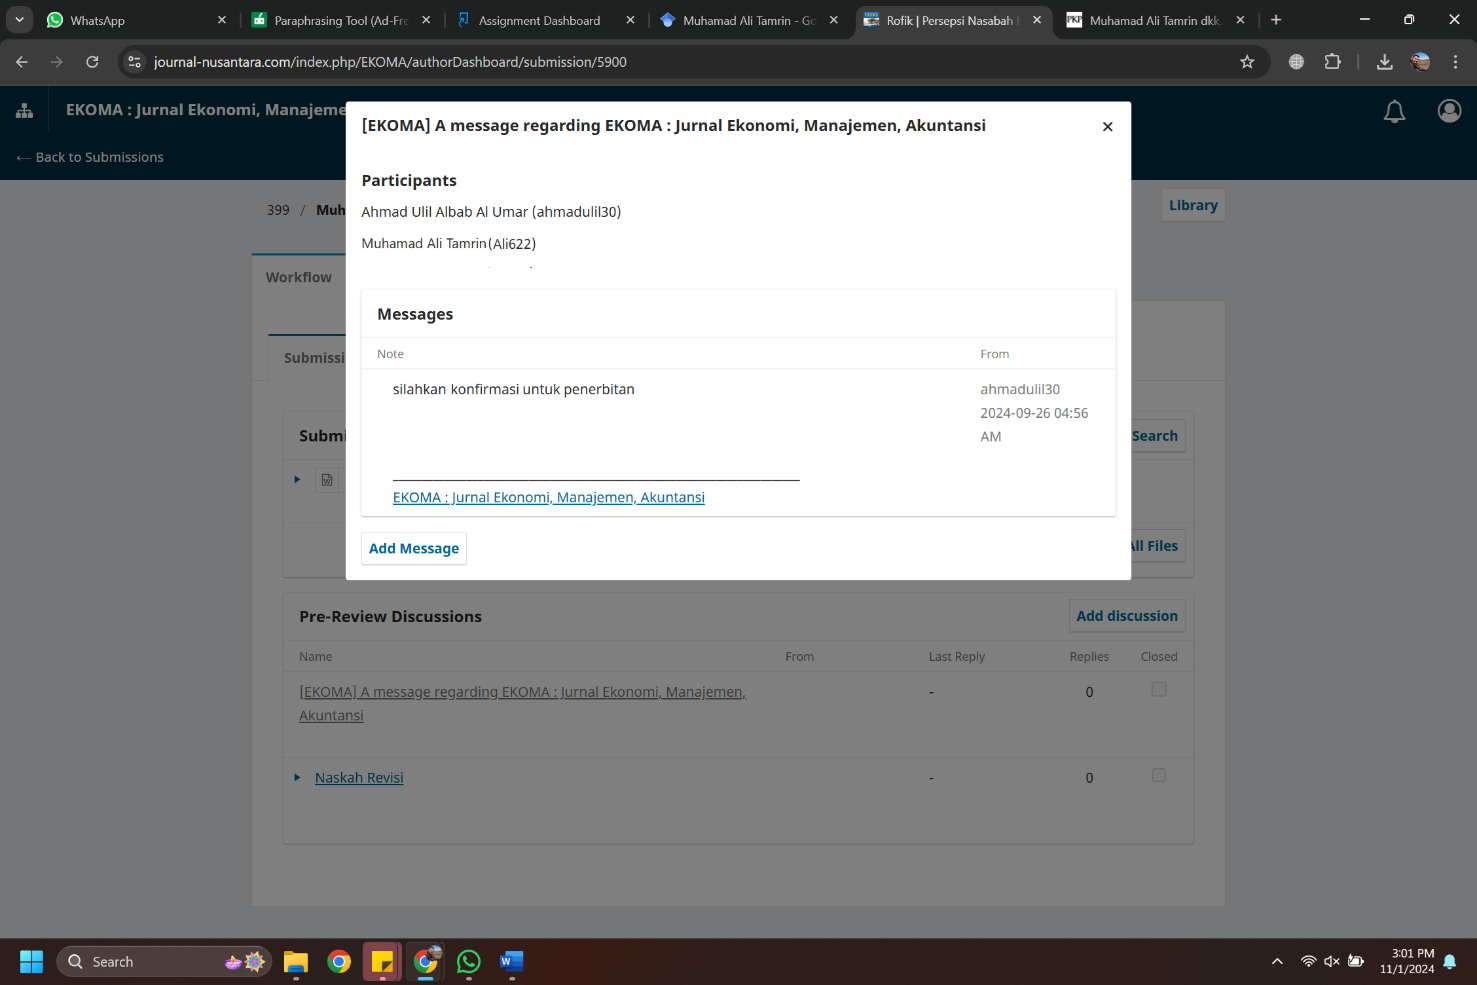 WhatsApp
Paraphrasing Tool (Ad-Fre
Assignment Dashboard
Muhamad Ali Tamrin - Go
Rofik | Persepsi Nasabah
Muhamad Ali Tamrin dkk.
journal-nusantara.com/index.php/EKOMA/authorDashboard/submission/5900
EKOMA : Jurnal Ekonomi, Manajeme
← Back to Submissions
399 / Muh
Library
Workflow
Submissi
Submi
Search
All Files
[EKOMA] A message regarding EKOMA : Jurnal Ekonomi, Manajemen, Akuntansi
Participants
Ahmad Ulil Albab Al Umar (ahmadulil30)
Muhamad Ali Tamrin (Ali622)
Messages
Note From
silahkan konfirmasi untuk penerbitan
ahmadulil30
2024-09-26 04:56
AM
EKOMA : Jurnal Ekonomi, Manajemen, Akuntansi
Add Message
Pre-Review Discussions
Add discussion
Name From Last Reply Replies Closed
[EKOMA] A message regarding EKOMA : Jurnal Ekonomi, Manajemen,
Akuntansi
- 0
Naskah Revisi - 0
Search
3:01 PM
11/1/2024